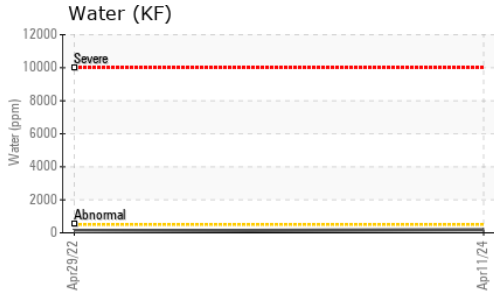 Water (KF)
12000
Severe
10000
8000
Water (ppm)
6000
4000
2000
Abnormal
0
Apr29/22
Apr11/24